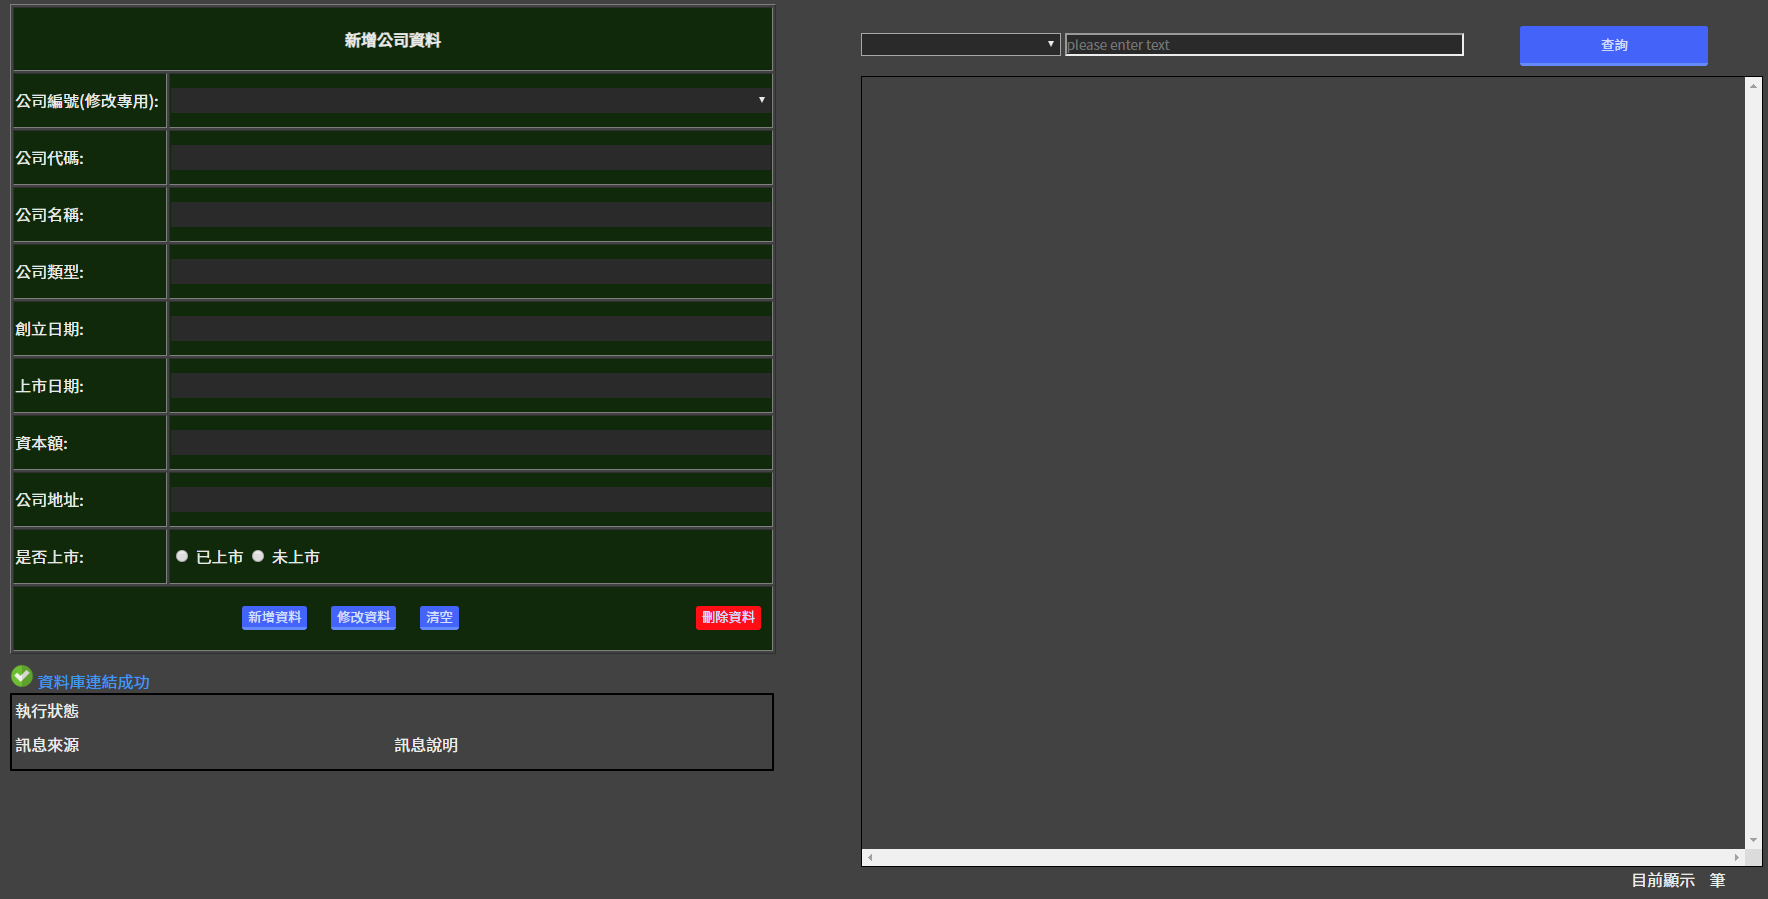 新增公司資料
公司編號(修改專用):
公司代碼:
公司名稱:
公司類型:
創立日期:
上市日期:
資本額:
公司地址:
是否上市: 已上市 未上市
新增資料 修改資料 清空 刪除資料
資料庫連結成功
執行狀態
訊息來源 訊息說明
please enter text 查詢
目前顯示 筆